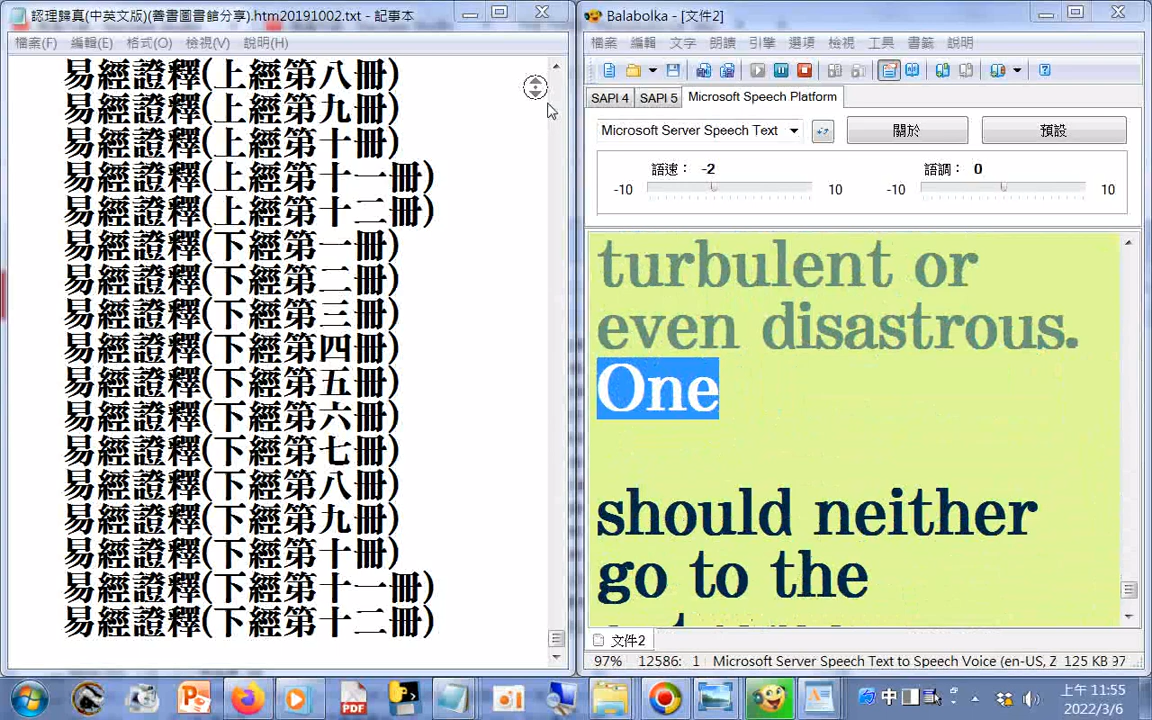 認理歸真(中英文版)(善書圖書館分享).htm20191002.txt - 記事本
檔案(F) 編輯(E) 格式(O) 檢視(V) 說明(H)
易經證釋(上經第八冊)
易經證釋(上經第九冊)
易經證釋(上經第十冊)
易經證釋(上經第十一冊)
易經證釋(上經第十二冊)
易經證釋(下經第一冊)
易經證釋(下經第二冊)
易經證釋(下經第三冊)
易經證釋(下經第四冊)
易經證釋(下經第五冊)
易經證釋(下經第六冊)
易經證釋(下經第七冊)
易經證釋(下經第八冊)
易經證釋(下經第九冊)
易經證釋(下經第十冊)
易經證釋(下經第十一冊)
易經證釋(下經第十二冊)
Balabolka - [文件2]
檔案 編輯 文字 朗讀 引擎 選項 檢視 工具 書籤 說明
SAPI 4 SAPI 5 Microsoft Speech Platform
Microsoft Server Speech Text 關於 預設
語速： -2 語調： 0
-10 10 -10 10
turbulent or
even disastrous.
One
should neither
go to the
文件2
97% 12586: 1 Microsoft Server Speech Text to Speech Voice (en-US, Z 125 KB 97
PDF
中
上午 11:55
2022/3/6